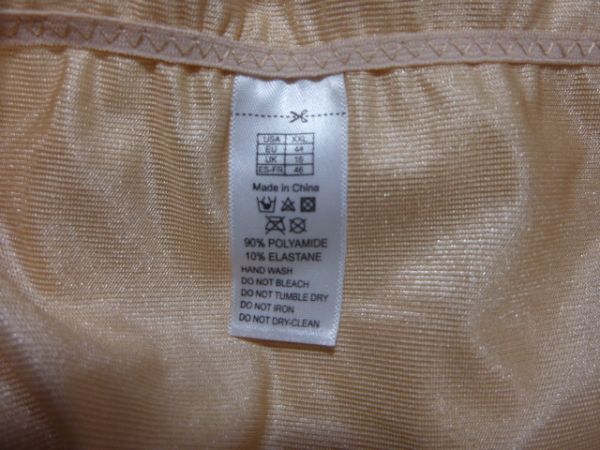 USA XXL
EU 44
UK 16
ES-FR 46
Made in China
90% POLYAMIDE
10% ELASTANE
HAND WASH
DO NOT BLEACH
DO NOT TUMBLE DRY
DO NOT IRON
DO NOT DRY-CLEAN